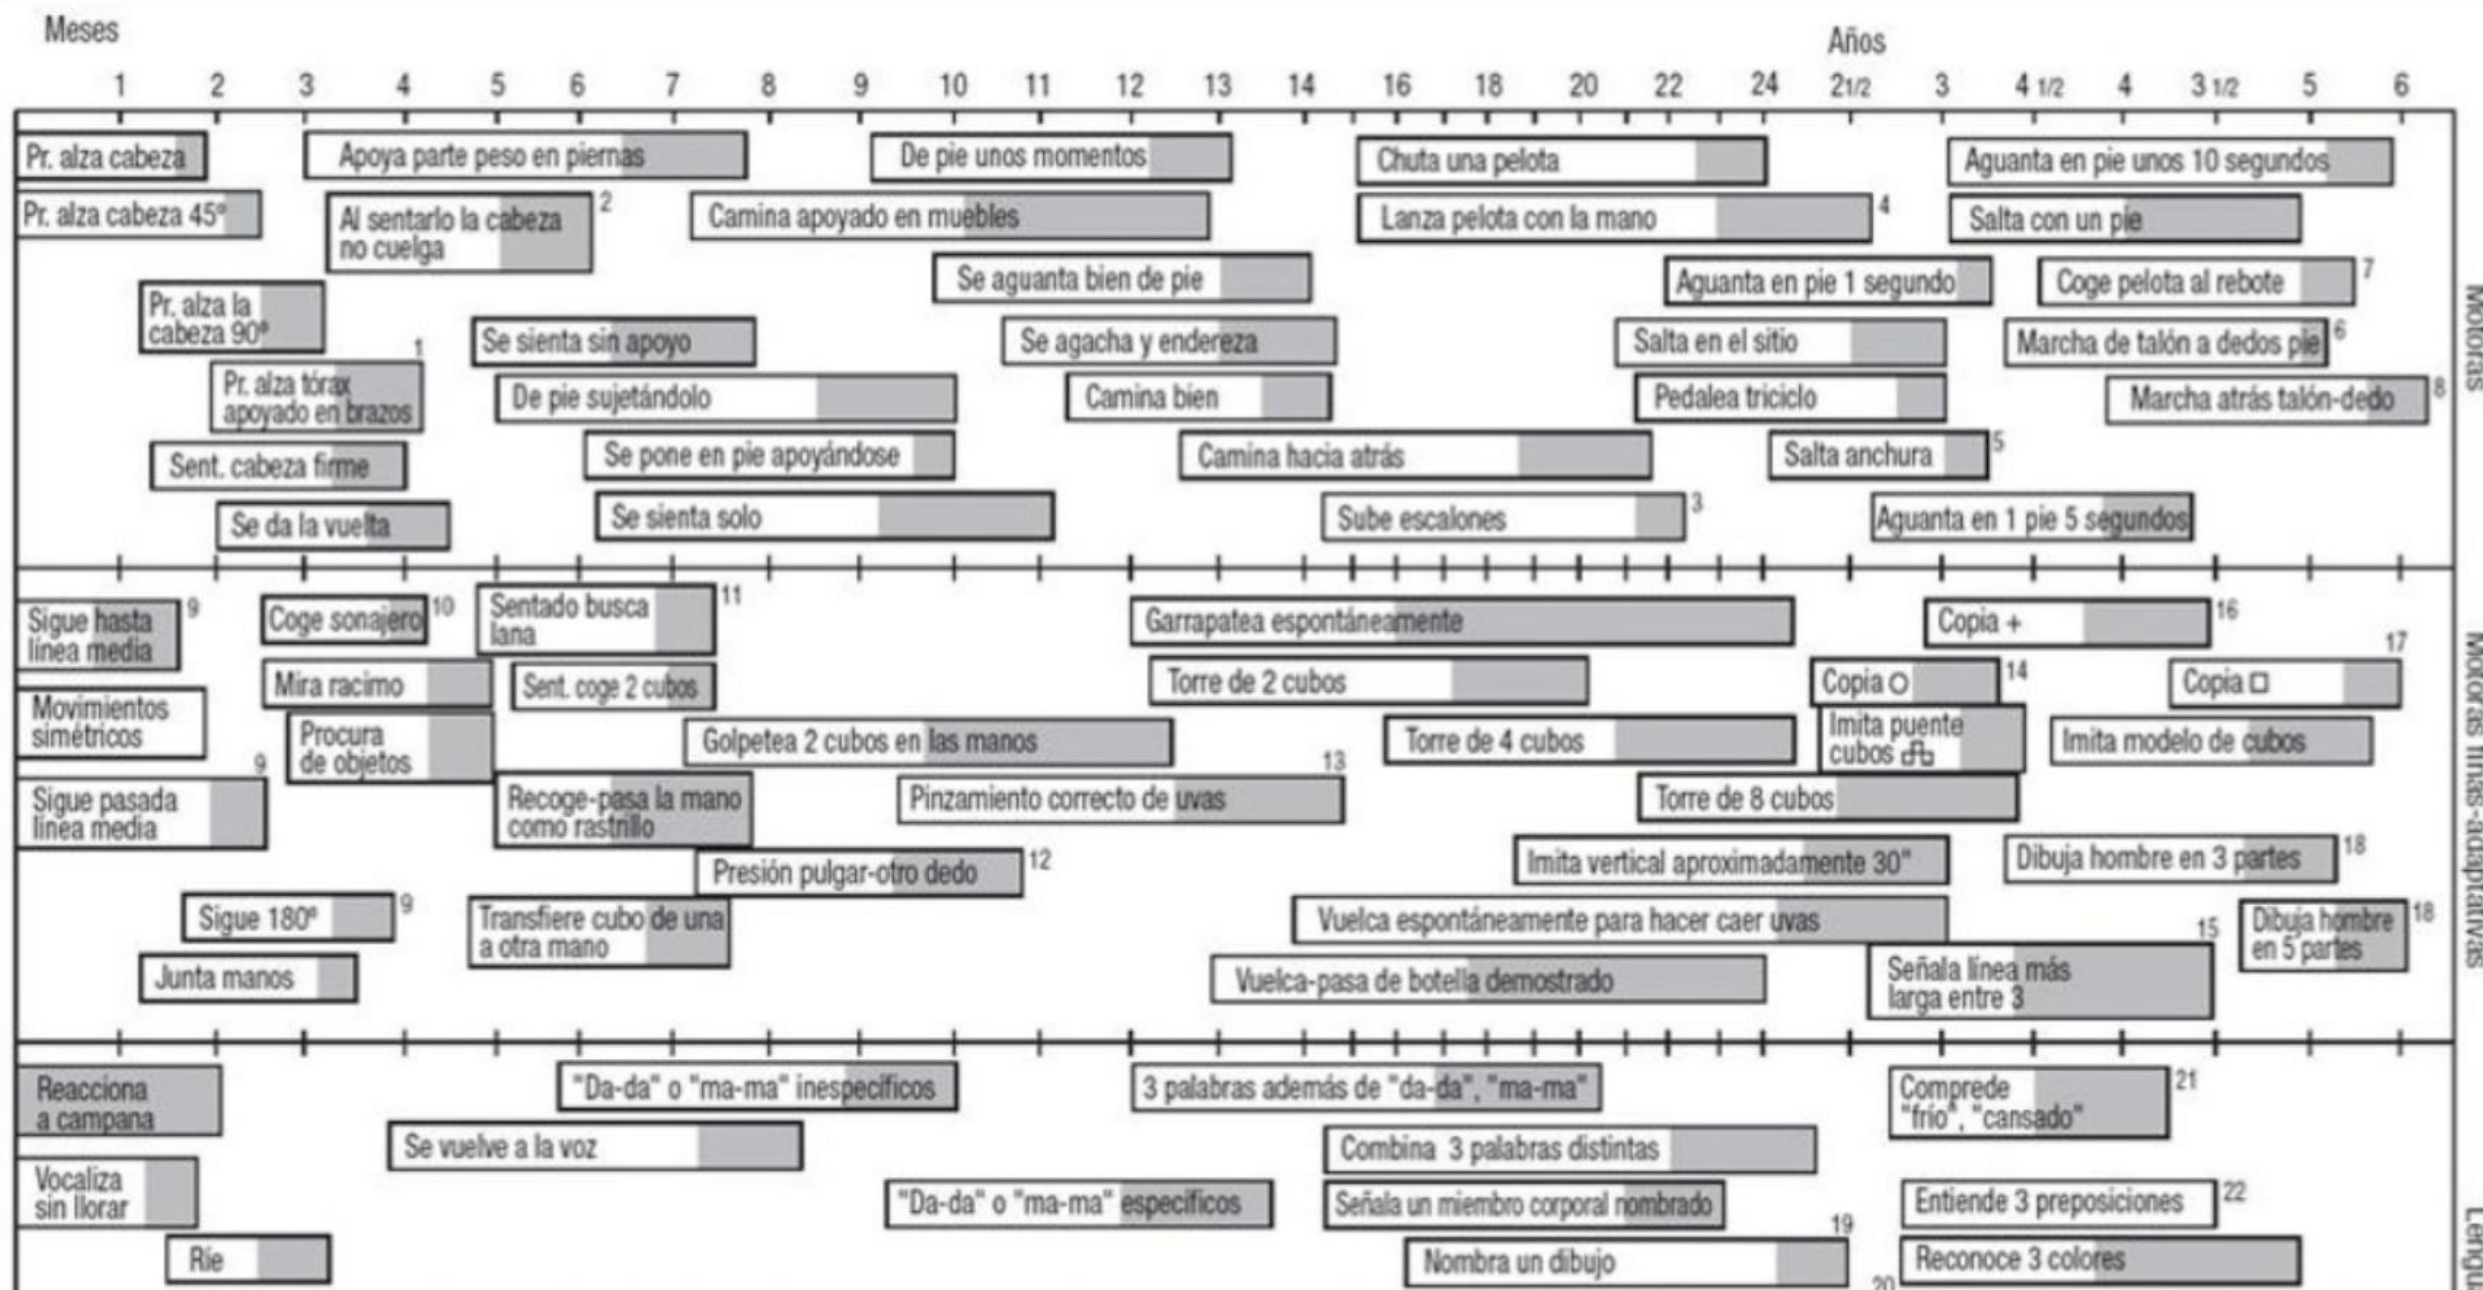 Meses
Años
1 2 3 4 5 6 7 8 9 10 11 12 13 14 16 18 20 22 24 2 1/2 3 4 1/2 4 3 1/2 5 6
Pr. alza cabeza
Apoya parte peso en piernas
De pie unos momentos
Chuta una pelota
Aguanta en pie unos 10 segundos
Pr. alza cabeza 45º
Al sentarlo la cabeza
no cuelga
2
Camina apoyado en muebles
Lanza pelota con la mano
4
Salta con un pie
Se aguanta bien de pie
Aguanta en pie 1 segundo
Coge pelota al rebote
7
Pr. alza la
cabeza 90º
Se sienta sin apoyo
Se agacha y endereza
Salta en el sitio
Marcha de talón a dedos pie
6
1
Pr. alza tórax
apoyado en brazos
De pie sujetándolo
Camina bien
Pedalea triciclo
Marcha atrás talón-dedo
8
Sent. cabeza firme
Se pone en pie apoyándose
Camina hacia atrás
Salta anchura
5
Se da la vuelta
Se sienta solo
Sube escalones
3
Aguanta en 1 pie 5 segundos
Motoras
Sigue hasta
línea media
9
Coge sonajero
10
Sentado busca
lana
11
Garrapatea espontáneamente
Copia +
16
Mira racimo
Sent. coge 2 cubos
Torre de 2 cubos
Copia O
14
Copia □
17
Movimientos
simétricos
Procura
de objetos
Golpetea 2 cubos en las manos
Torre de 4 cubos
Imita puente
cubos
Imita modelo de cubos
9
Sigue pasada
línea media
Recoge-pasa la mano
como rastrillo
Pinzamiento correcto de uvas
13
Torre de 8 cubos
Presión pulgar-otro dedo
12
Imita vertical aproximadamente 30"
Dibuja hombre en 3 partes
18
Sigue 180º
9
Transfiere cubo de una
a otra mano
Vuelca espontáneamente para hacer caer uvas
Dibuja hombre
en 5 partes
18
Junta manos
Vuelca-pasa de botella demostrado
15
Señala línea más
larga entre 3
Motoras finas-adaptativas
Reacciona
a campana
"Da-da" o "ma-ma" inespecíficos
3 palabras además de "da-da", "ma-ma"
Comprede
"frío", "cansado"
21
Se vuelve a la voz
Combina 3 palabras distintas
Vocaliza
sin llorar
"Da-da" o "ma-ma" específicos
Señala un miembro corporal nombrado
Entiende 3 preposiciones
22
Ríe
Nombra un dibujo
19
Reconoce 3 colores
20